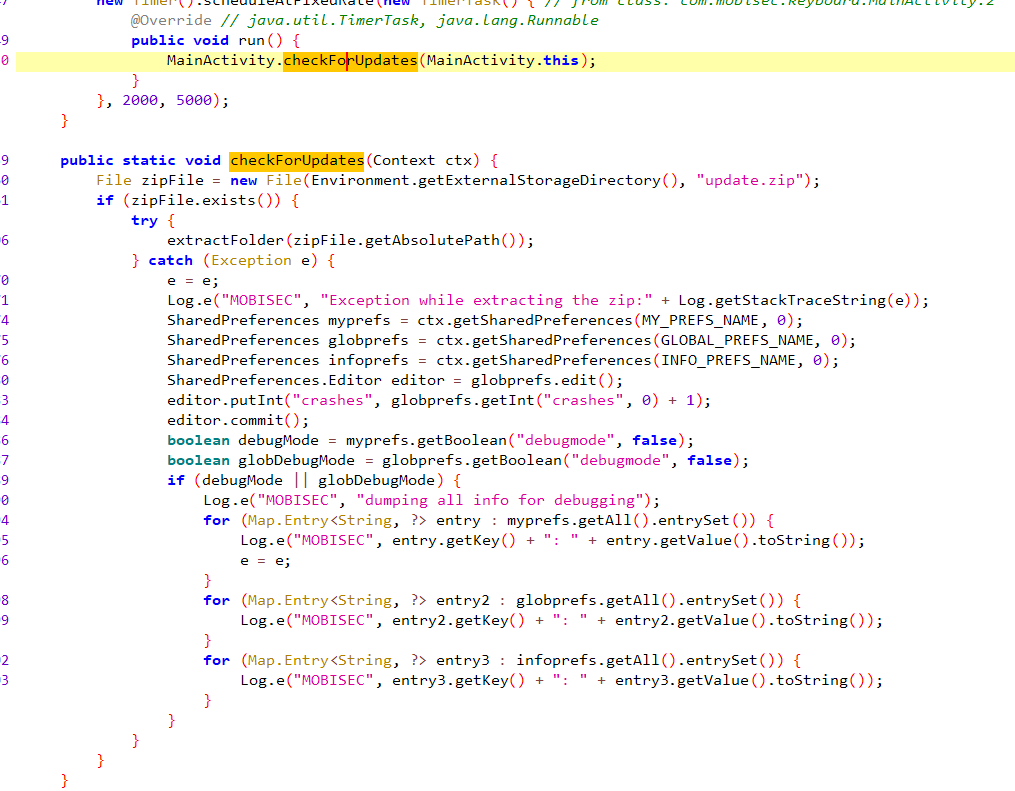 new Timer().scheduleAtFixedRate(new TimerTask() { // from class: com.mobisec.keyboard.MainActivity.2
@Override // java.util.TimerTask, java.lang.Runnable
9 public void run() {
0 MainActivity.checkForUpdates(MainActivity.this);
}
}, 2000, 5000);
}
9 public static void checkForUpdates(Context ctx) {
0 File zipFile = new File(Environment.getExternalStorageDirectory(), "update.zip");
1 if (zipFile.exists()) {
try {
6 extractFolder(zipFile.getAbsolutePath());
} catch (Exception e) {
0 e = e;
1 Log.e("MOBISEC", "Exception while extracting the zip:" + Log.getStackTraceString(e));
4 SharedPreferences myprefs = ctx.getSharedPreferences(MY_PREFS_NAME, 0);
5 SharedPreferences globprefs = ctx.getSharedPreferences(GLOBAL_PREFS_NAME, 0);
6 SharedPreferences infoprefs = ctx.getSharedPreferences(INFO_PREFS_NAME, 0);
0 SharedPreferences.Editor editor = globprefs.edit();
3 editor.putInt("crashes", globprefs.getInt("crashes", 0) + 1);
4 editor.commit();
6 boolean debugMode = myprefs.getBoolean("debugmode", false);
7 boolean globDebugMode = globprefs.getBoolean("debugmode", false);
9 if (debugMode || globDebugMode) {
0 Log.e("MOBISEC", "dumping all info for debugging");
4 for (Map.Entry<String, ?> entry : myprefs.getAll().entrySet()) {
5 Log.e("MOBISEC", entry.getKey() + ": " + entry.getValue().toString());
6 e = e;
}
8 for (Map.Entry<String, ?> entry2 : globprefs.getAll().entrySet()) {
9 Log.e("MOBISEC", entry2.getKey() + ": " + entry2.getValue().toString());
}
2 for (Map.Entry<String, ?> entry3 : infoprefs.getAll().entrySet()) {
3 Log.e("MOBISEC", entry3.getKey() + ": " + entry3.getValue().toString());
}
}
}
}
}